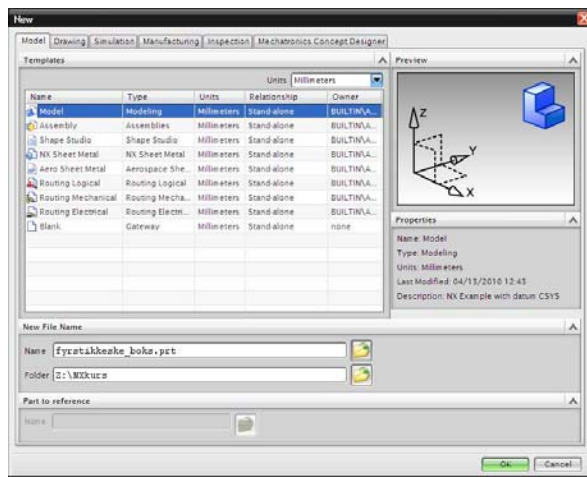 New
Model Drawing Simulation Manufacturing Inspection Mechatronics Concept Designer
Templates
Units Millimeters
Name Type Units Relationship Owner
Model Modeling Millimeters Stand-alone BUILTIN\A...
Assembly Assemblies Millimeters Stand-alone BUILTIN\A...
Shape Studio Shape Studio Millimeters Stand-alone BUILTIN\A...
NX Sheet Metal NX Sheet Metal Millimeters Stand-alone BUILTIN\A...
Aero Sheet Metal Aerospace She... Millimeters Stand-alone BUILTIN\A...
Routing Logical Routing Logical Millimeters Stand-alone BUILTIN\A...
Routing Mechanical Routing Mecha... Millimeters Stand-alone BUILTIN\A...
Routing Electrical Routing Electri... Millimeters Stand-alone BUILTIN\A...
Blank Gateway Millimeters Stand-alone none
Preview
Z
Y
X
Properties
Name: Model
Type: Modeling
Units: Millimeters
Last Modified: 04/13/2010 12:43
Description: NX Example with datum CSYS
New File Name
Name fyrstikkeske_boks.prt
Folder Z:\NXkurs
Part to reference
Name
OK Cancel